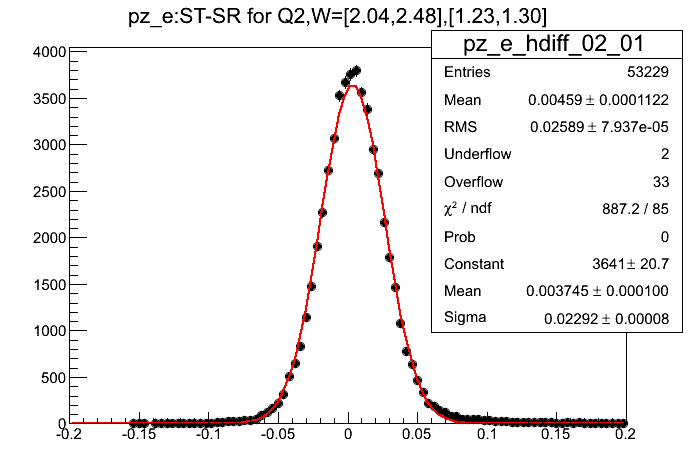 pz_e:ST-SR for Q2,W=[2.04,2.48],[1.23,1.30]
pz_e_hdiff_02_01
Entries 53229
Mean 0.00459 ± 0.0001122
RMS 0.02589 ± 7.937e-05
Underflow 2
Overflow 33
χ² / ndf 887.2 / 85
Prob 0
Constant 3641 ± 20.7
Mean 0.003745 ± 0.000100
Sigma 0.02292 ± 0.00008
4000
3500
3000
2500
2000
1500
1000
500
0
-0.2 -0.15 -0.1 -0.05 0 0.05 0.1 0.15 0.2